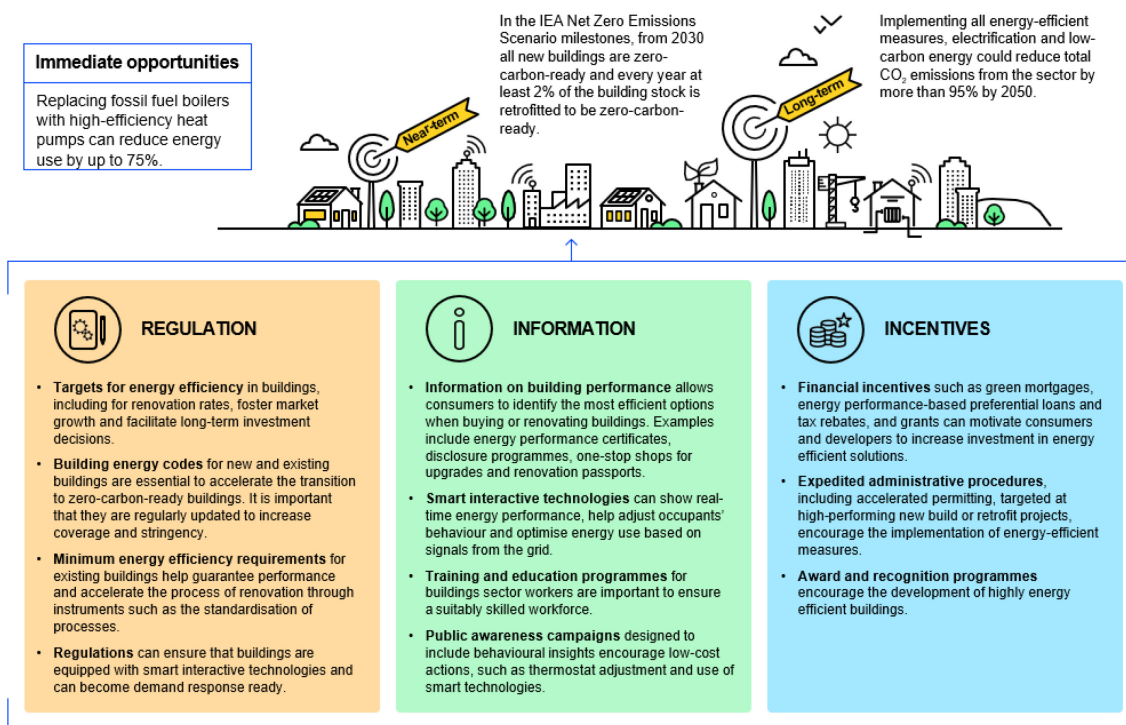 Immediate opportunities
Replacing fossil fuel boilers
with high-efficiency heat
pumps can reduce energy
use by up to 75%.
Near-term
In the IEA Net Zero Emissions
Scenario milestones, from 2030
all new buildings are zero-
carbon-ready and every year at
least 2% of the building stock is
retrofitted to be zero-carbon-
ready.
Long-term
Implementing all energy-efficient
measures, electrification and low-
carbon energy could reduce total
CO₂ emissions from the sector by
more than 95% by 2050.
REGULATION
• Targets for energy efficiency in buildings,
including for renovation rates, foster market
growth and facilitate long-term investment
decisions.
• Building energy codes for new and existing
buildings are essential to accelerate the transition
to zero-carbon-ready buildings. It is important
that they are regularly updated to increase
coverage and stringency.
• Minimum energy efficiency requirements for
existing buildings help guarantee performance
and accelerate the process of renovation through
instruments such as the standardisation of
processes.
• Regulations can ensure that buildings are
equipped with smart interactive technologies and
can become demand response ready.
INFORMATION
• Information on building performance allows
consumers to identify the most efficient options
when buying or renovating buildings. Examples
include energy performance certificates,
disclosure programmes, one-stop shops for
upgrades and renovation passports.
• Smart interactive technologies can show real-
time energy performance, help adjust occupants'
behaviour and optimise energy use based on
signals from the grid.
• Training and education programmes for
buildings sector workers are important to ensure
a suitably skilled workforce.
• Public awareness campaigns designed to
include behavioural insights encourage low-cost
actions, such as thermostat adjustment and use of
smart technologies.
INCENTIVES
• Financial incentives such as green mortgages,
energy performance-based preferential loans and
tax rebates, and grants can motivate consumers
and developers to increase investment in energy
efficient solutions.
• Expedited administrative procedures,
including accelerated permitting, targeted at
high-performing new build or retrofit projects,
encourage the implementation of energy-efficient
measures.
• Award and recognition programmes
encourage the development of highly energy
efficient buildings.